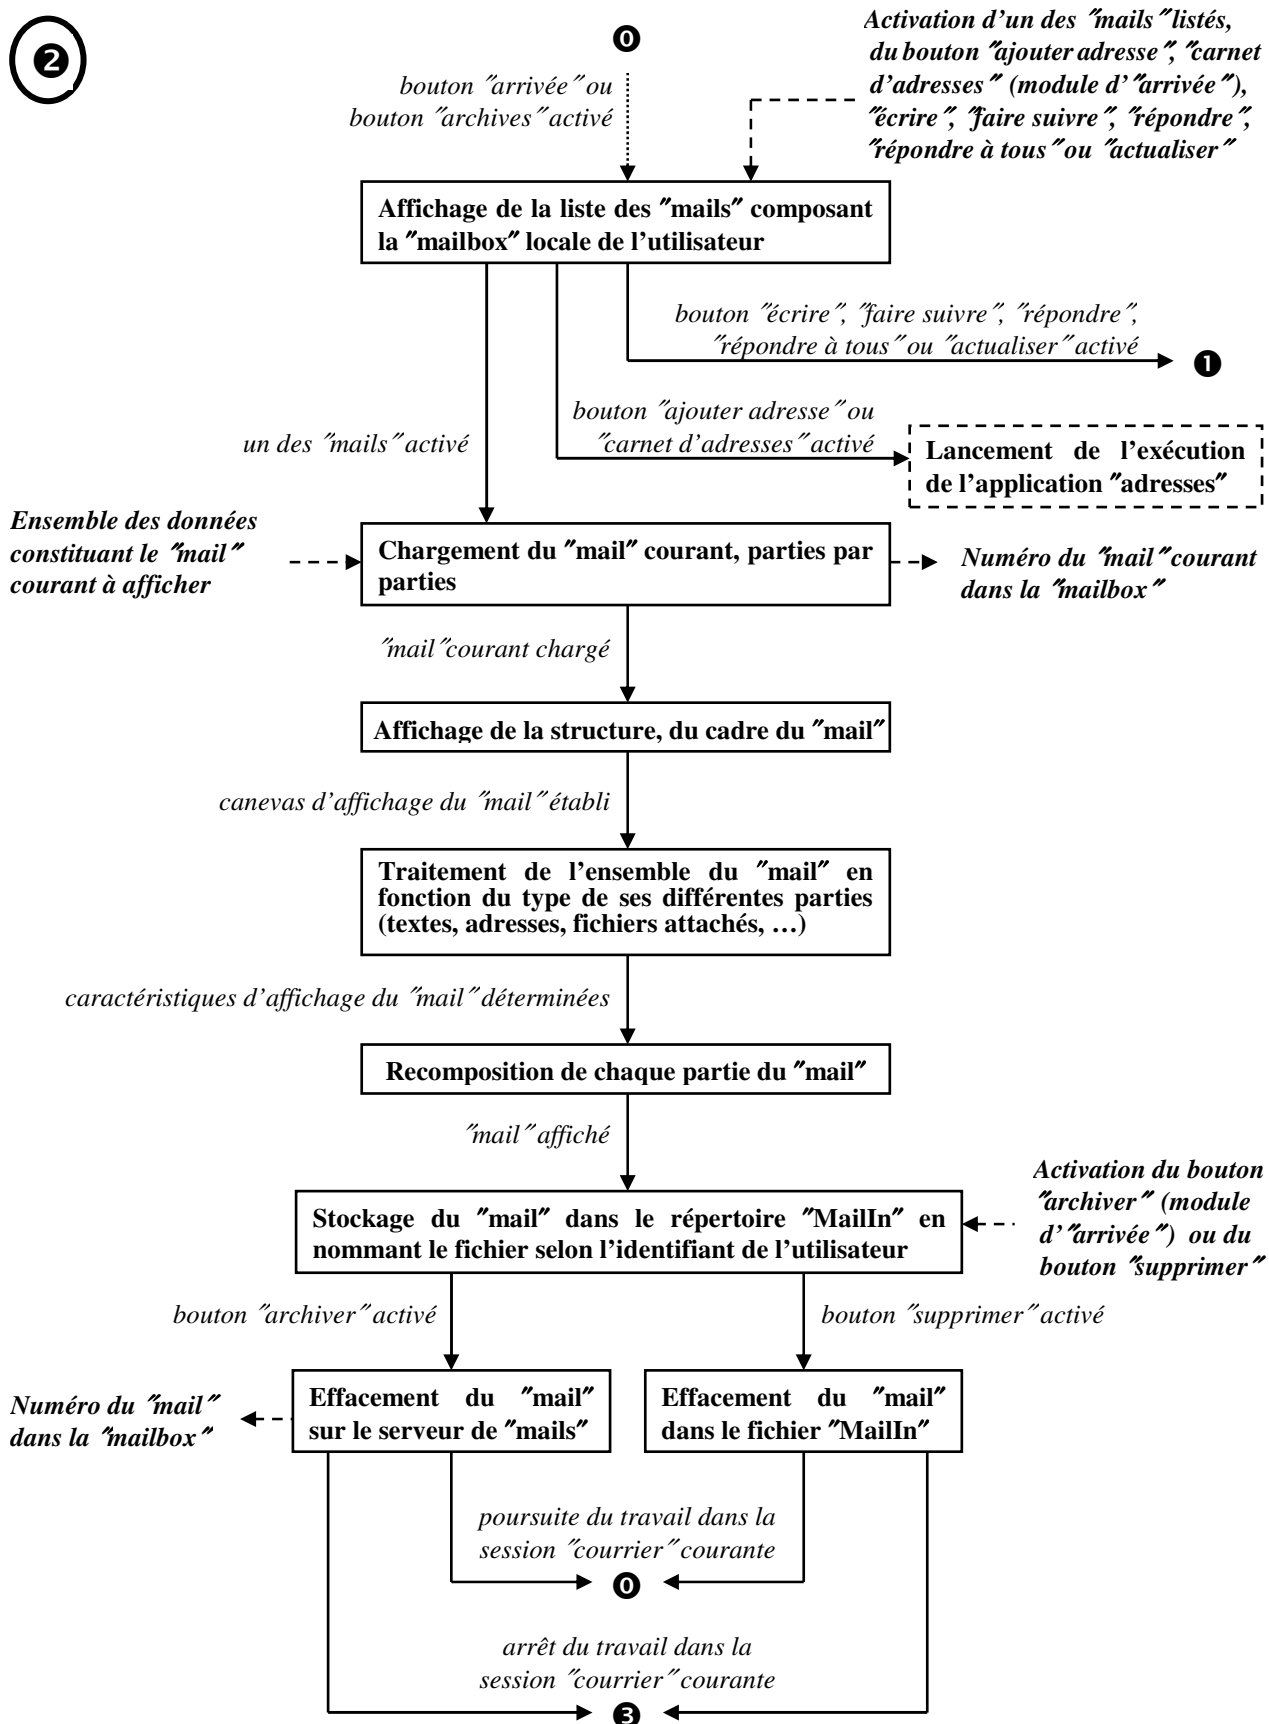 ❷
⓿
Activation d’un des ″mails″ listés,
du bouton ″ajouter adresse″, ″carnet
d’adresses″ (module d’″arrivée″),
″écrire″, ″faire suivre″, ″répondre″,
″répondre à tous″ ou ″actualiser″
bouton ″arrivée″ ou
bouton ″archives″ activé
Affichage de la liste des ″mails″ composant
la ″mailbox″ locale de l’utilisateur
bouton ″écrire″, ″faire suivre″, ″répondre″,
″répondre à tous″ ou ″actualiser″ activé
❶
bouton ″ajouter adresse″ ou
″carnet d’adresses″ activé
un des ″mails″ activé
Lancement de l’exécution
de l’application ″adresses″
Ensemble des données
constituant le ″mail″
courant à afficher
Chargement du ″mail″ courant, parties par
parties
Numéro du ″mail″ courant
dans la ″mailbox″
″mail″ courant chargé
Affichage de la structure, du cadre du ″mail″
canevas d’affichage du ″mail″ établi
Traitement de l’ensemble du ″mail″ en
fonction du type de ses différentes parties
(textes, adresses, fichiers attachés, …)
caractéristiques d’affichage du ″mail″ déterminées
Recomposition de chaque partie du ″mail″
″mail″ affiché
Activation du bouton
″archiver″ (module
d’″arrivée″) ou du
bouton ″supprimer″
Stockage du ″mail″ dans le répertoire ″MailIn″ en
nommant le fichier selon l’identifiant de l’utilisateur
bouton ″archiver″ activé
bouton ″supprimer″ activé
Numéro du ″mail″
dans la ″mailbox″
Effacement du ″mail″
sur le serveur de ″mails″
Effacement du ″mail″
dans le fichier ″MailIn″
poursuite du travail dans la
session ″courrier″ courante
⓿
arrêt du travail dans la
session ″courrier″ courante
❸